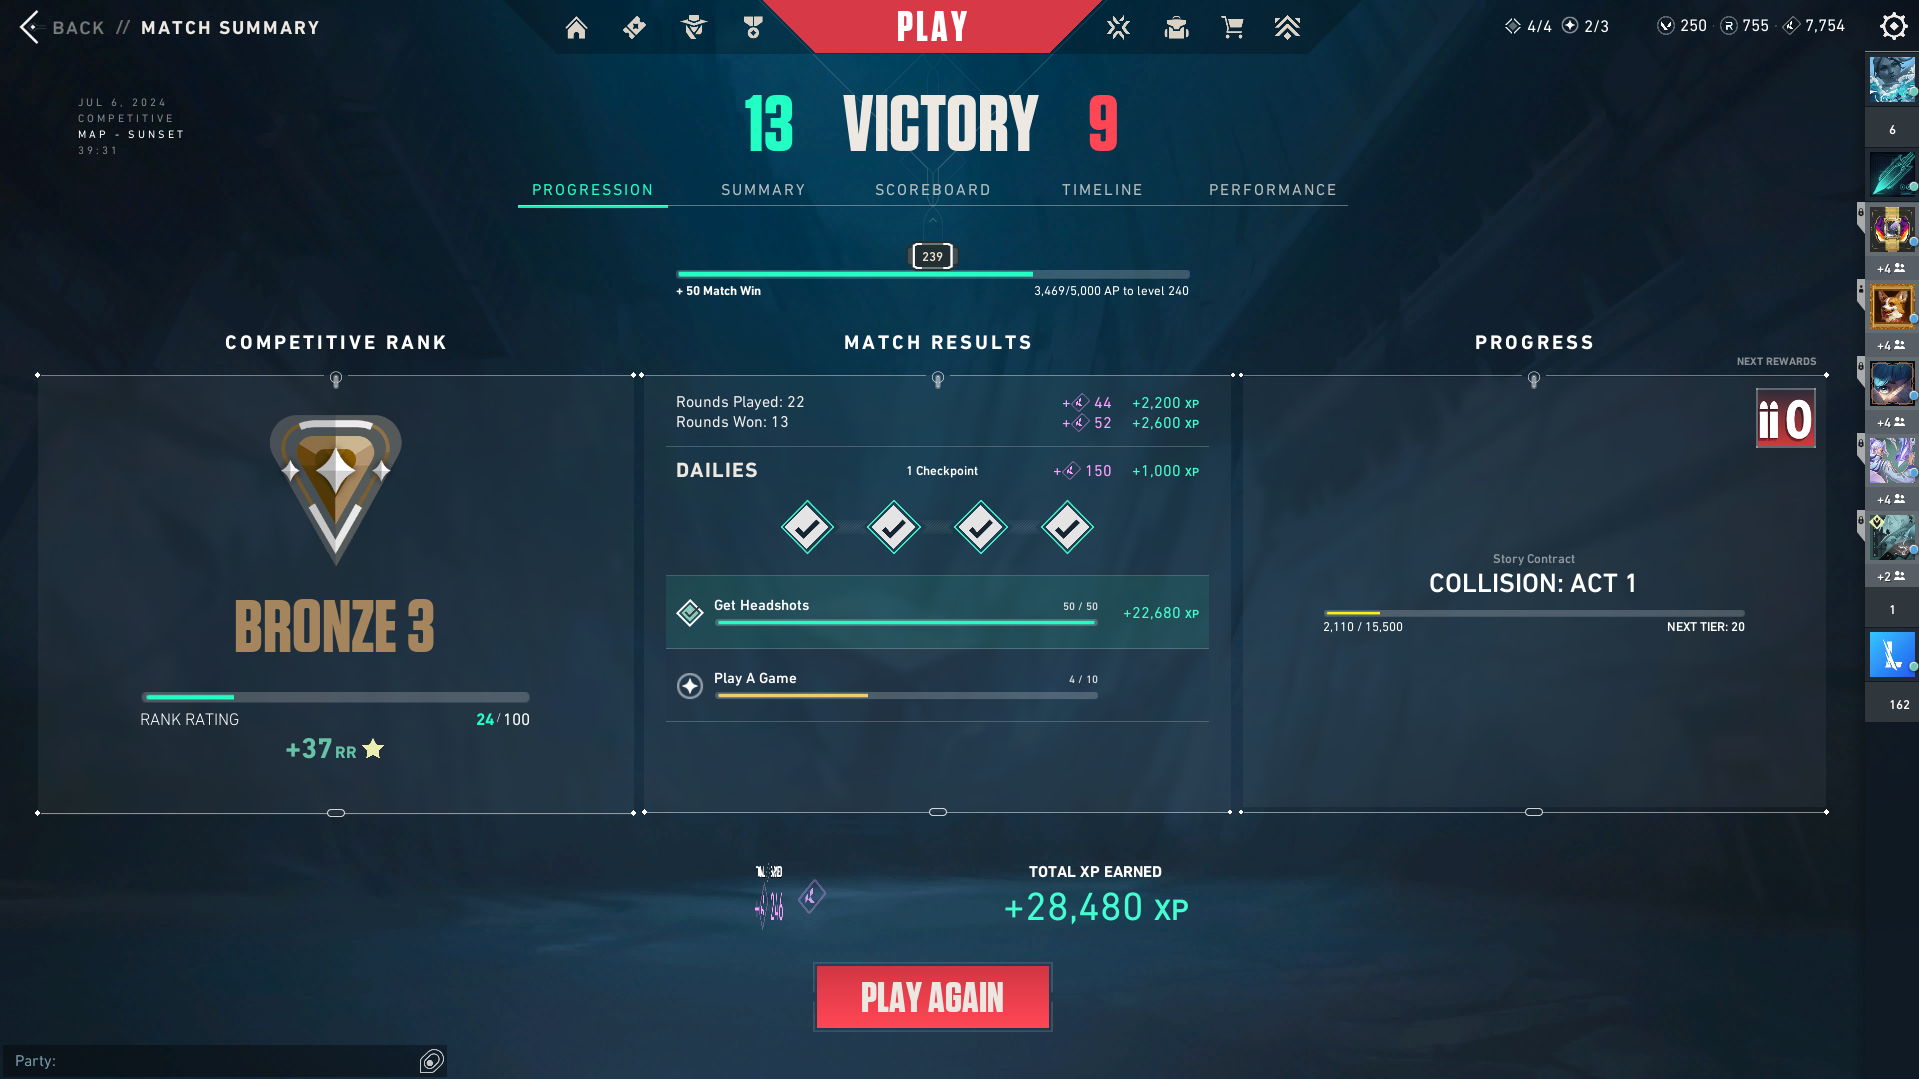 BACK // MATCH SUMMARY
PLAY
4/4 2/3 250 755 7,754
JUL 6, 2024
COMPETITIVE
MAP - SUNSET
39:31
13 VICTORY 9
PROGRESSION SUMMARY SCOREBOARD TIMELINE PERFORMANCE
239
+ 50 Match Win 3,469/5,000 AP to level 240
COMPETITIVE RANK
BRONZE 3
RANK RATING 24/100
+37 RR
MATCH RESULTS
Rounds Played: 22 + 44 +2,200 XP
Rounds Won: 13 + 52 +2,600 XP
DAILIES 1 Checkpoint + 150 +1,000 XP
Get Headshots 50 / 50 +22,680 XP
Play A Game 4 / 10
PROGRESS
NEXT REWARDS
0
Story Contract
COLLISION: ACT 1
2,110 / 15,500 NEXT TIER: 20
6
+4
+4
+4
+4
+2
1
162
+ 246
TOTAL XP EARNED
+28,480 XP
PLAY AGAIN
Party: